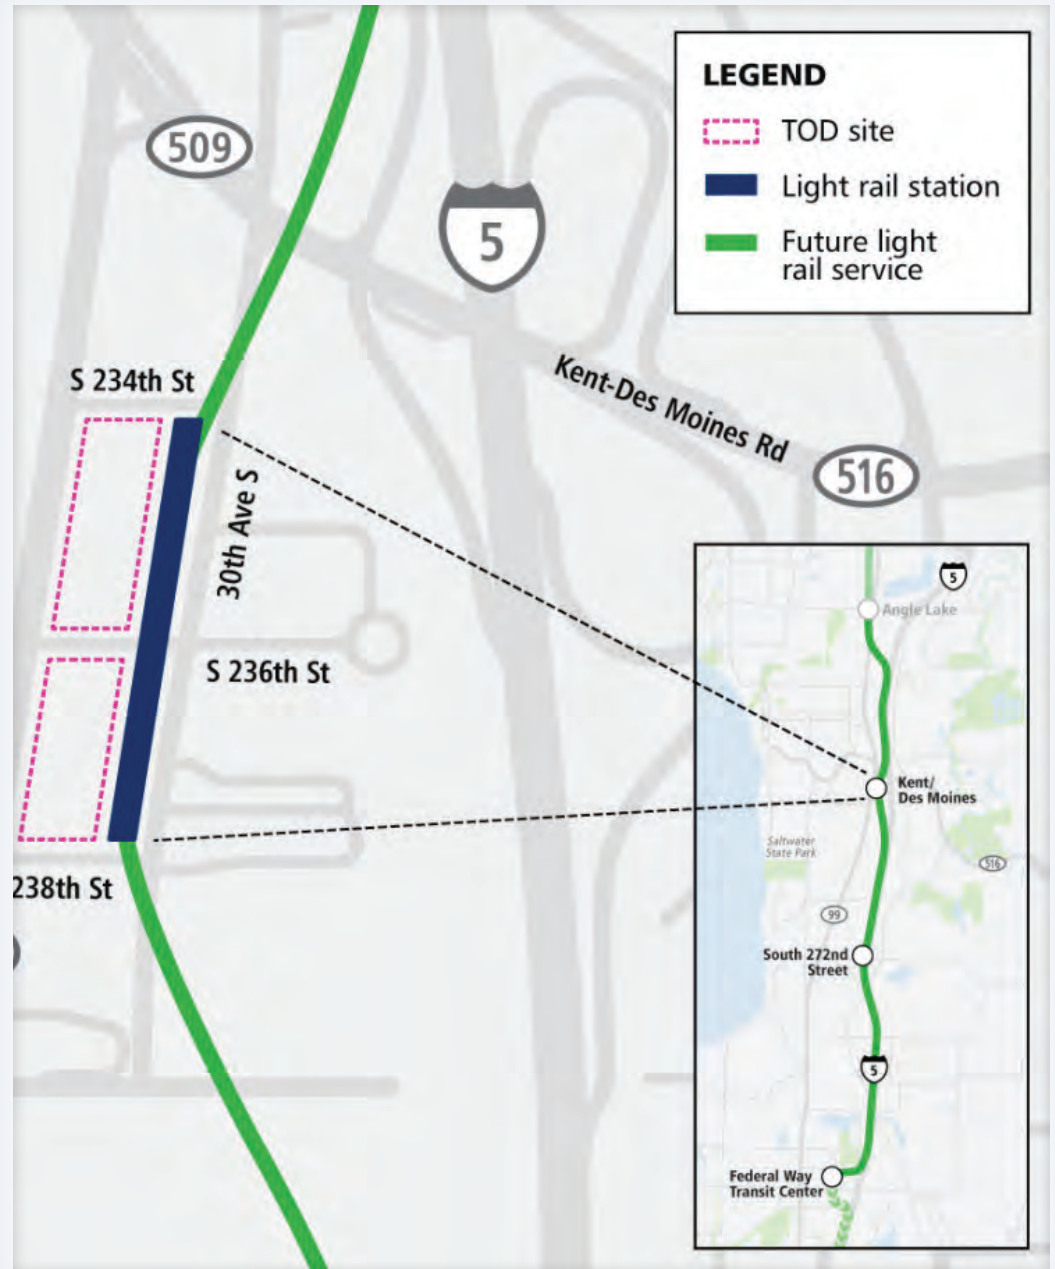 LEGEND
TOD site
Light rail station
Future light
rail service
509
5
S 234th St
Kent-Des Moines Rd
516
30th Ave S
S 236th St
238th St
5
Angle Lake
Kent/
Des Moines
Saltwater
State Park
516
99
South 272nd
Street
5
Federal Way
Transit Center